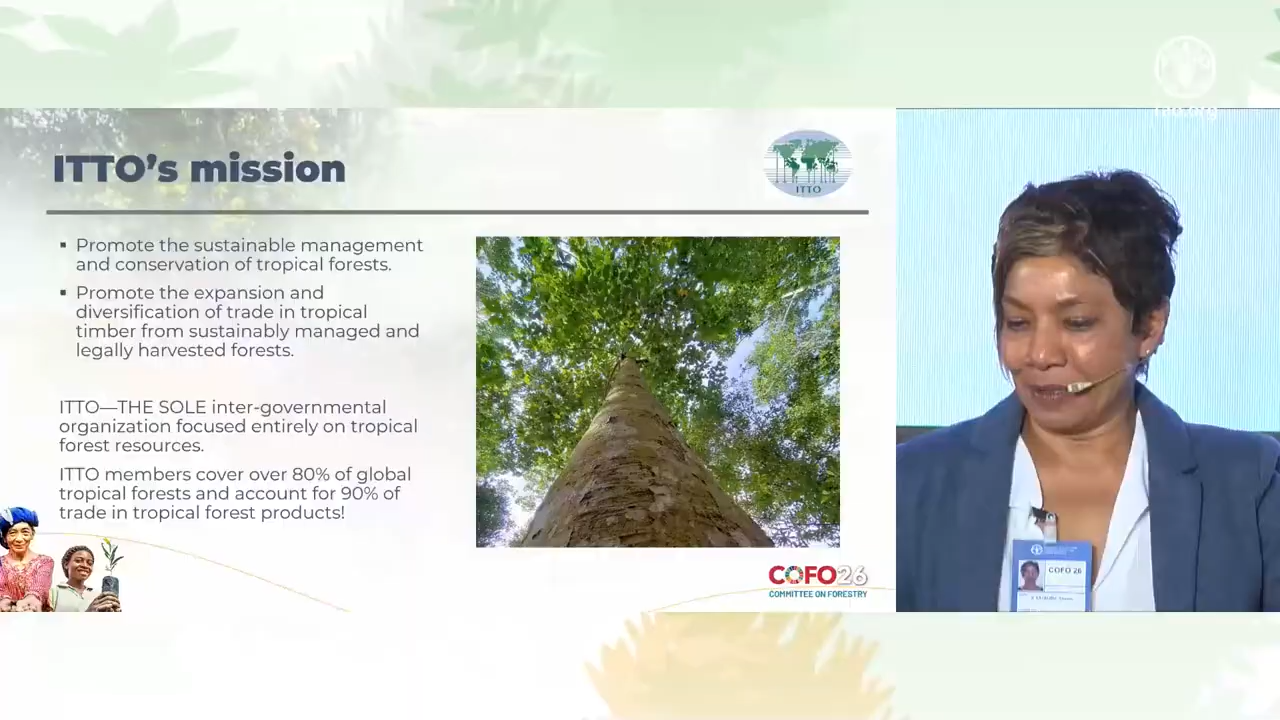 fao.org
ITTO's mission
ITTO
▪ Promote the sustainable management
and conservation of tropical forests.
▪ Promote the expansion and
diversification of trade in tropical
timber from sustainably managed and
legally harvested forests.
ITTO—THE SOLE inter-governmental
organization focused entirely on tropical
forest resources.
ITTO members cover over 80% of global
tropical forests and account for 90% of
trade in tropical forest products!
COFO26
COMMITTEE ON FORESTRY
COFO 26